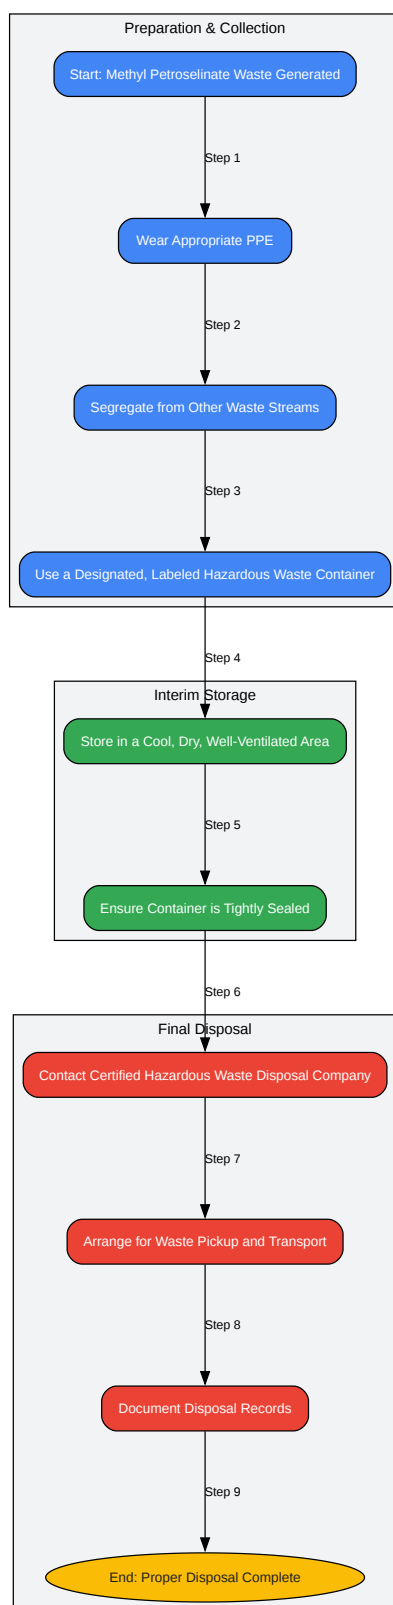 Preparation & Collection
Start: Methyl Petroselinate Waste Generated
Step 1
Wear Appropriate PPE
Step 2
Segregate from Other Waste Streams
Step 3
Use a Designated, Labeled Hazardous Waste Container
Step 4
Interim Storage
Store in a Cool, Dry, Well-Ventilated Area
Step 5
Ensure Container is Tightly Sealed
Step 6
Final Disposal
Contact Certified Hazardous Waste Disposal Company
Step 7
Arrange for Waste Pickup and Transport
Step 8
Document Disposal Records
Step 9
End: Proper Disposal Complete